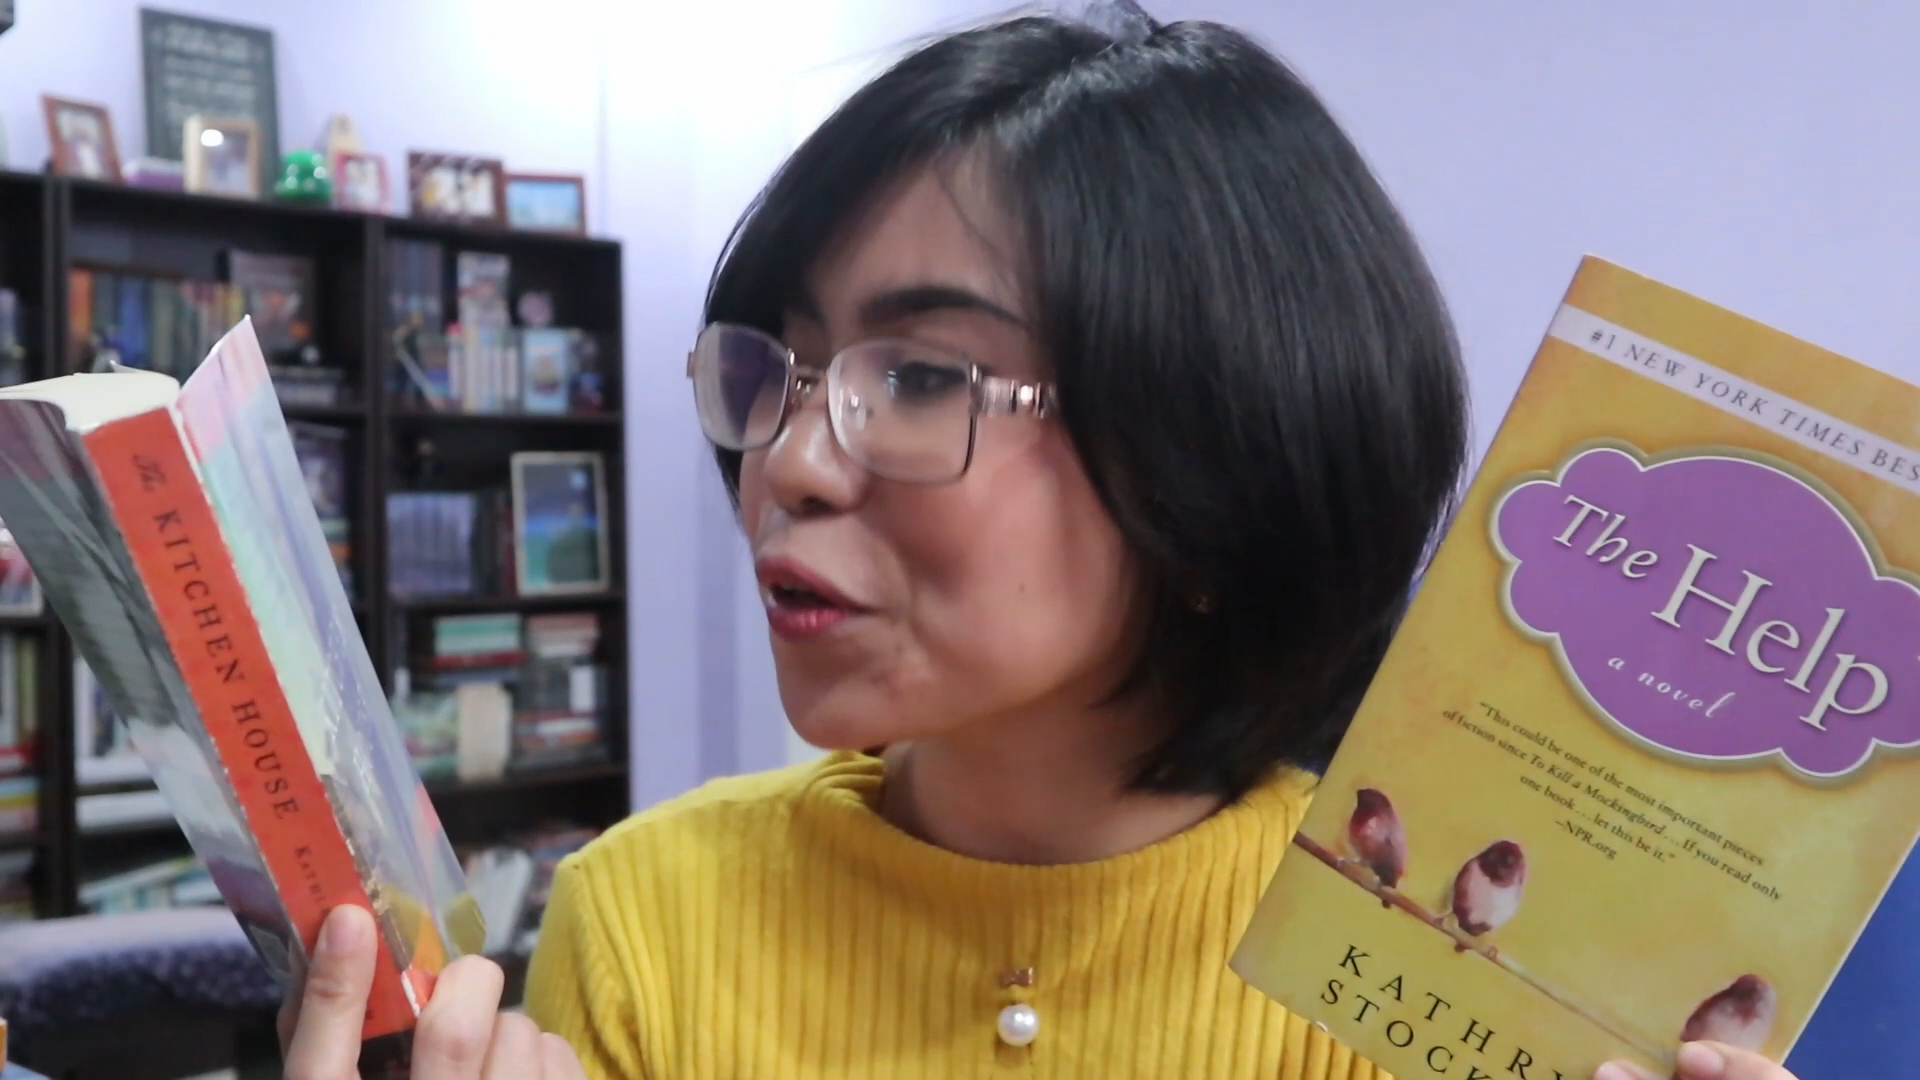 The KITCHEN HOUSE
#1 NEW YORK TIMES BES
The Help
a novel
"This could be one of the most important pieces
of fiction since To Kill a Mockingbird...If you read only
one book...let this be it."
—NPR.org
KATHRY
STOCK